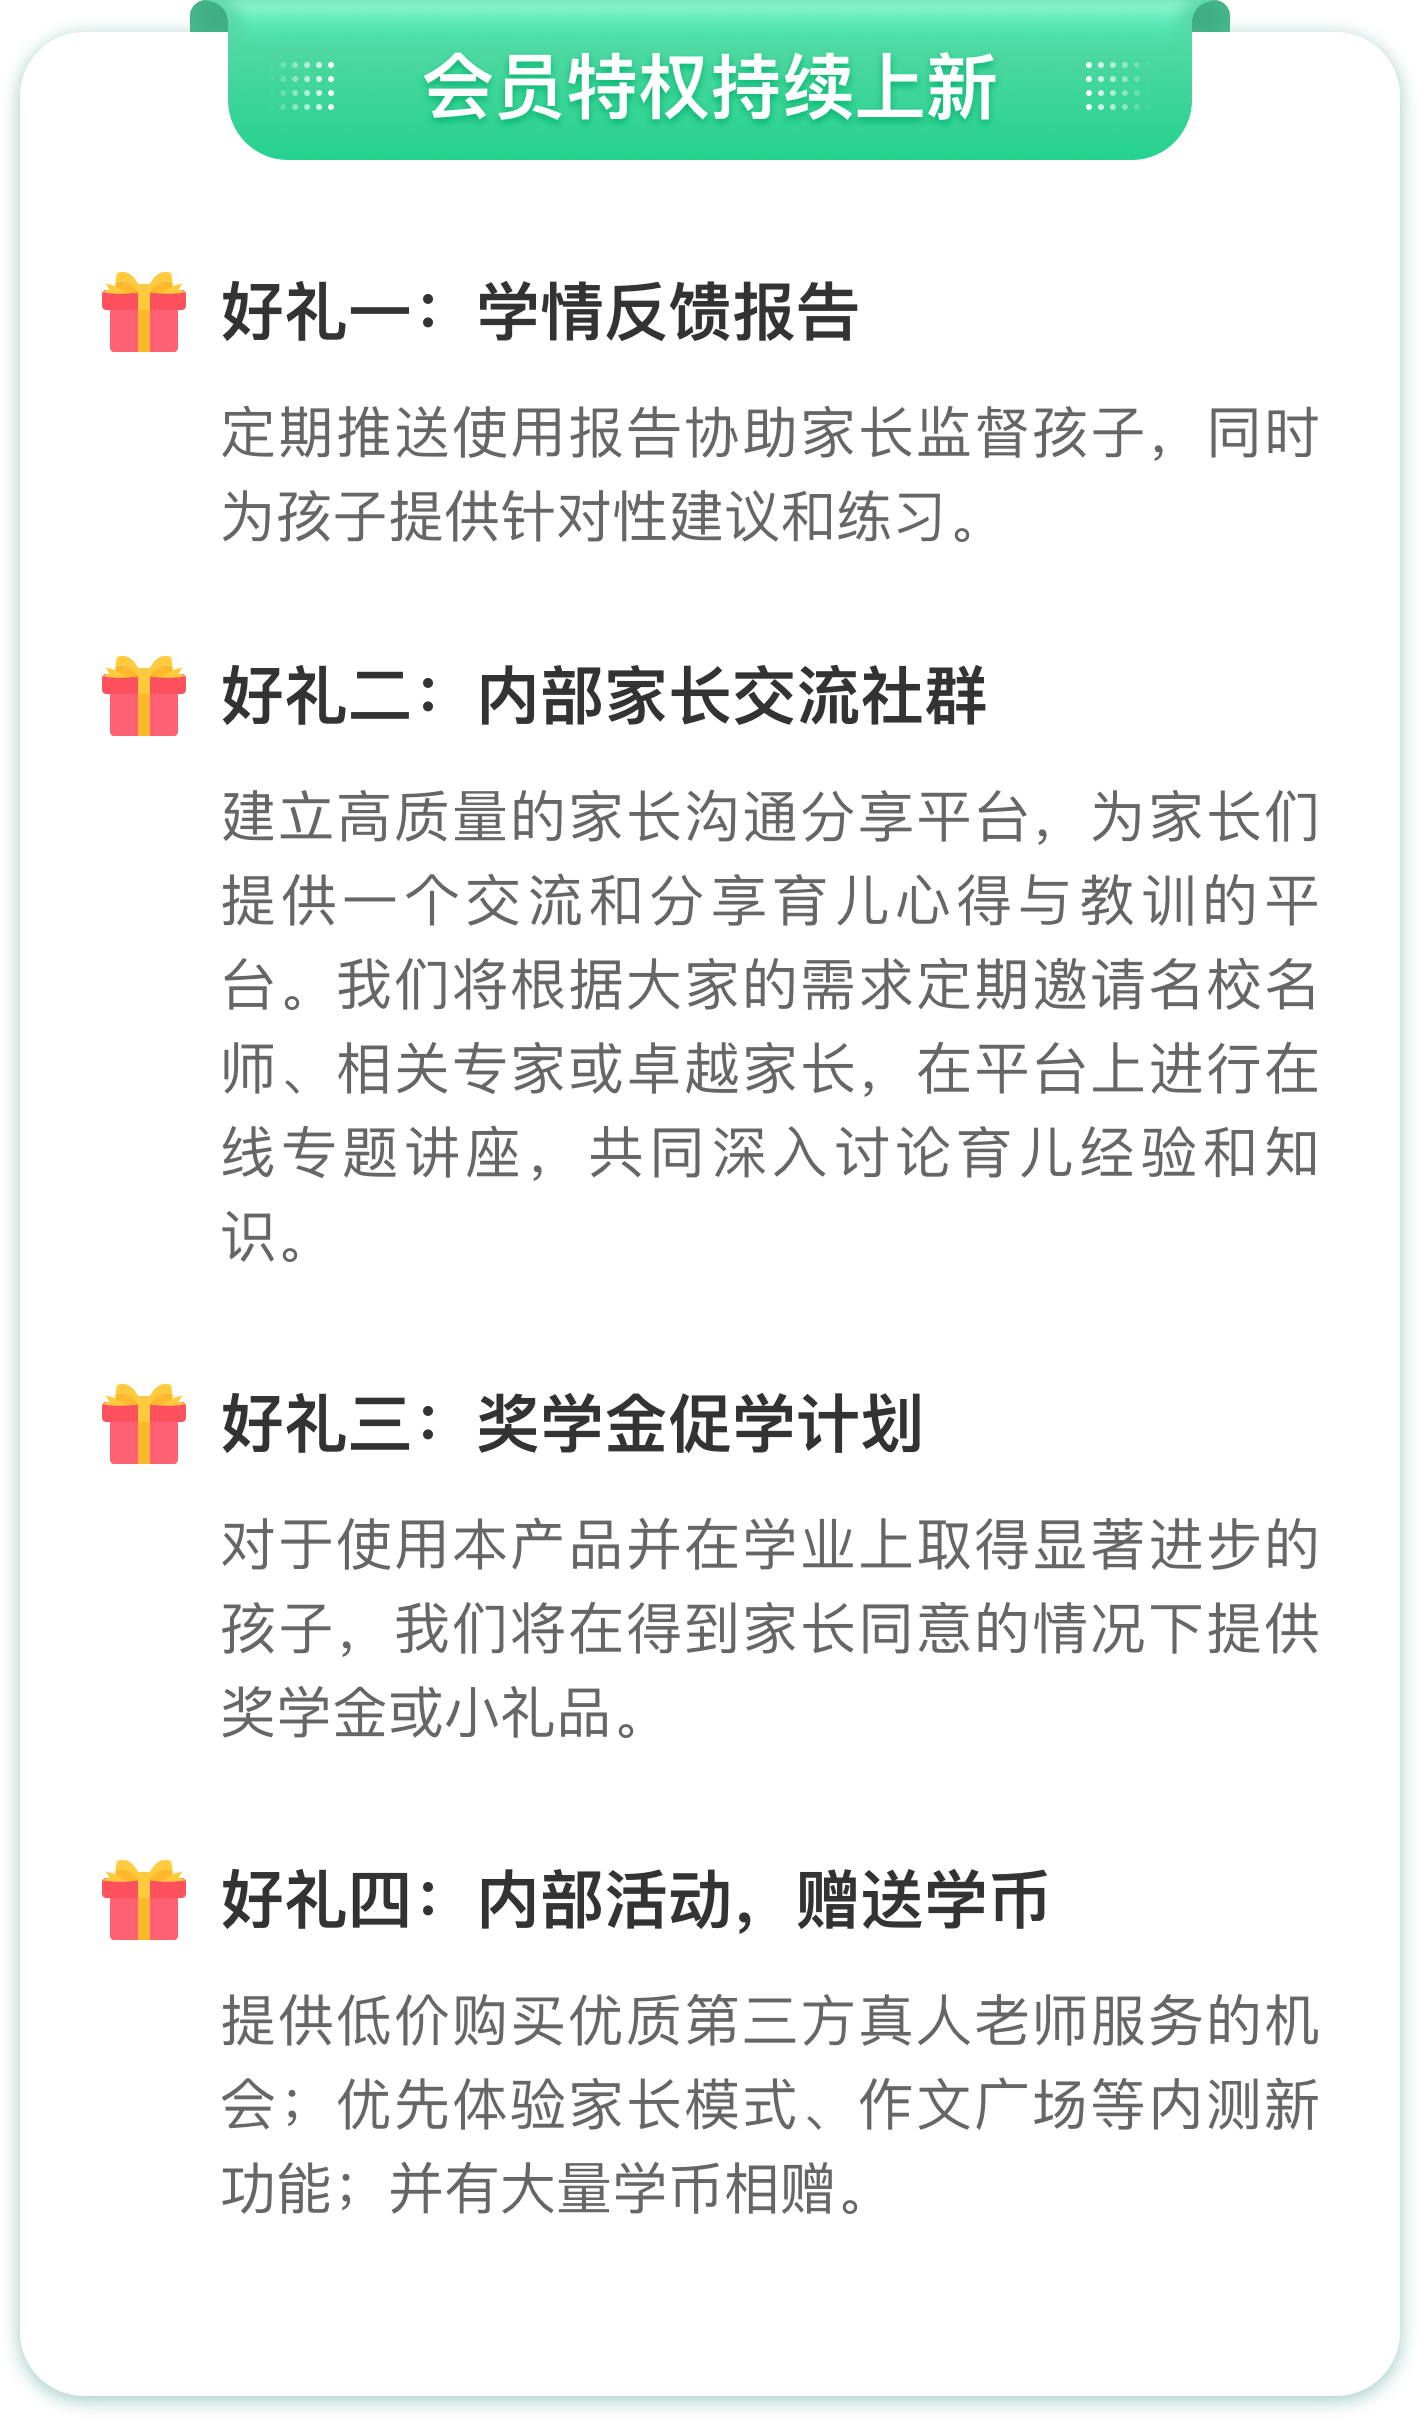 会员特权持续上新
好礼一：学情反馈报告
定期推送使用报告协助家长监督孩子，同时
为孩子提供针对性建议和练习。
好礼二：内部家长交流社群
建立高质量的家长沟通分享平台，为家长们
提供一个交流和分享育儿心得与教训的平
台。我们将根据大家的需求定期邀请名校名
师、相关专家或卓越家长，在平台上进行在
线专题讲座，共同深入讨论育儿经验和知
识。
好礼三：奖学金促学计划
对于使用本产品并在学业上取得显著进步的
孩子，我们将在得到家长同意的情况下提供
奖学金或小礼品。
好礼四：内部活动，赠送学币
提供低价购买优质第三方真人老师服务的机
会；优先体验家长模式、作文广场等内测新
功能；并有大量学币相赠。